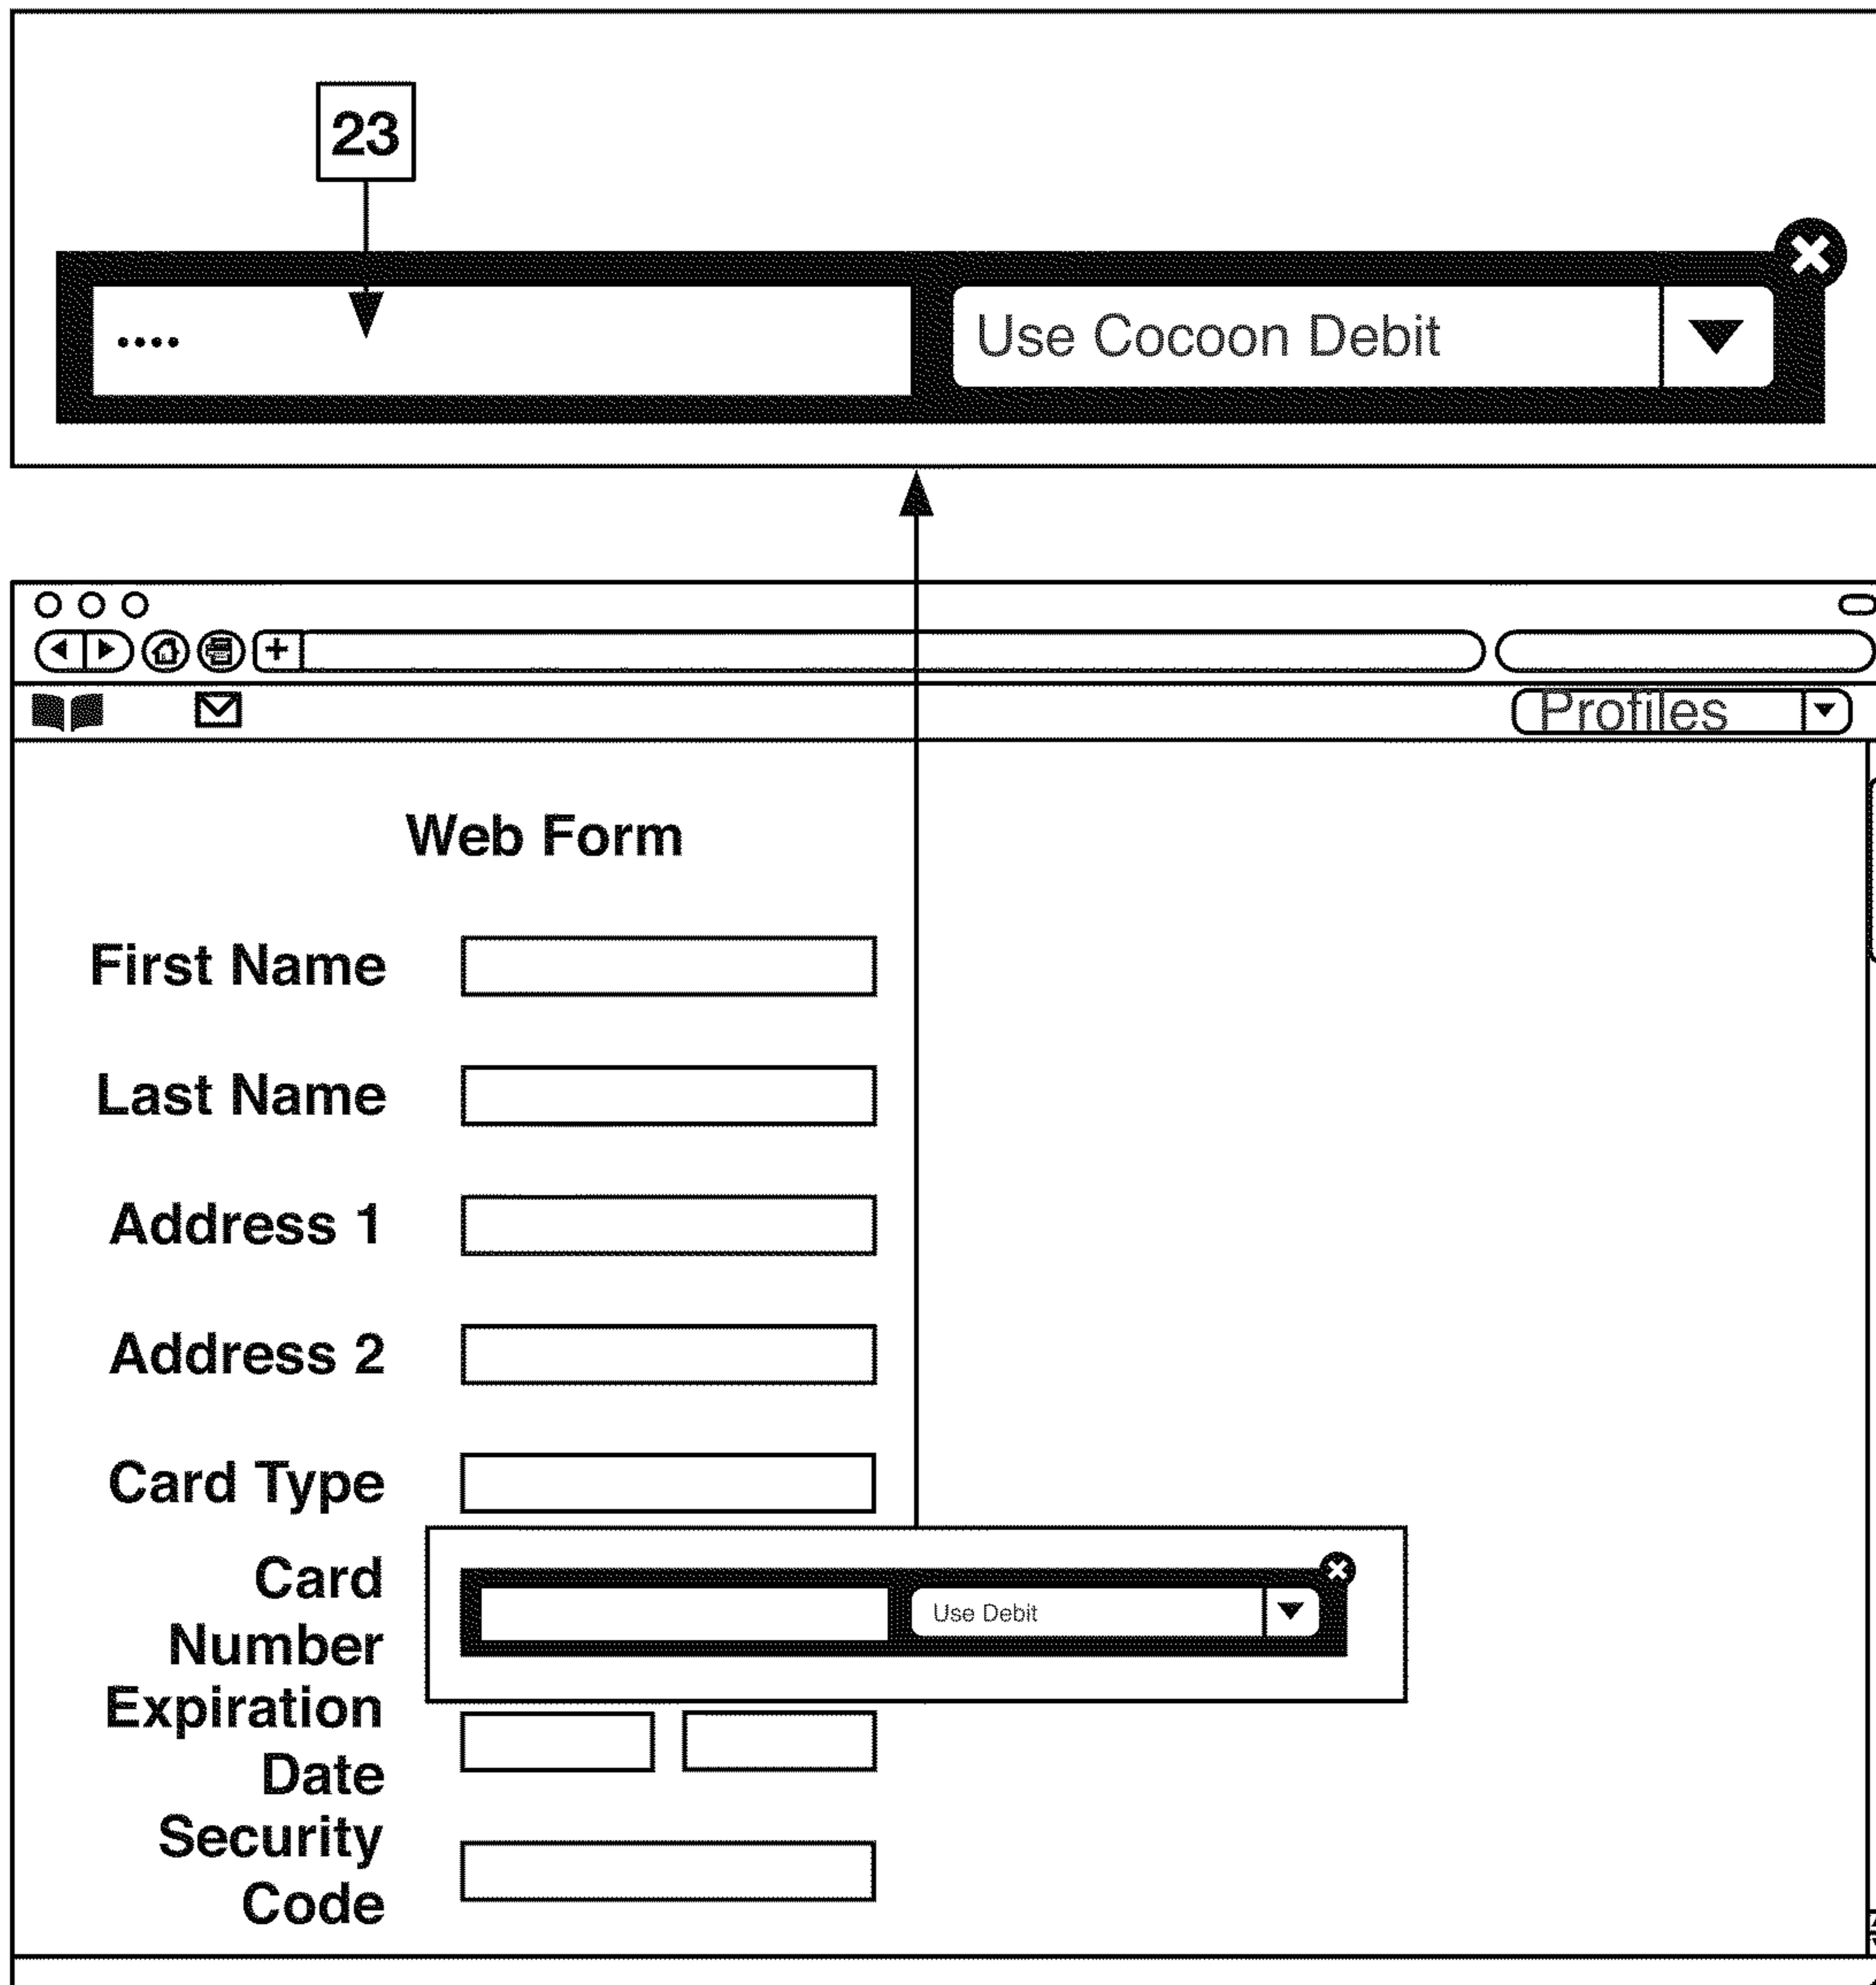 23
••••
Use Cocoon Debit
Profiles
Web Form
First Name
Last Name
Address 1
Address 2
Card Type
Card
Number
Use Debit
Expiration
Date
Security
Code